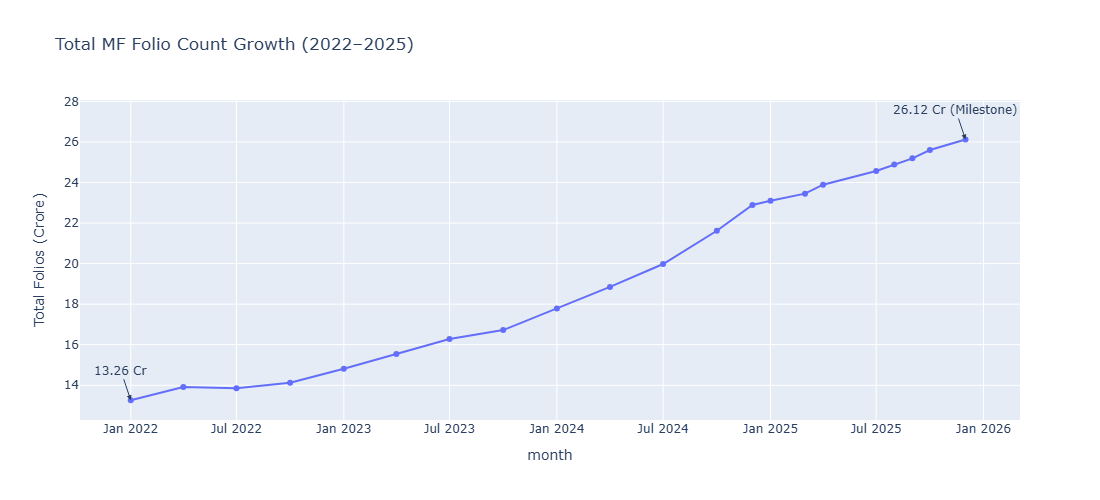 Total MF Folio Count Growth (2022–2025)
28
26.12 Cr (Milestone)
26
24
22
20
18
16
14
Total Folios (Crore)
13.26 Cr
Jan 2022
Jul 2022
Jan 2023
Jul 2023
Jan 2024
Jul 2024
Jan 2025
Jul 2025
Jan 2026
month